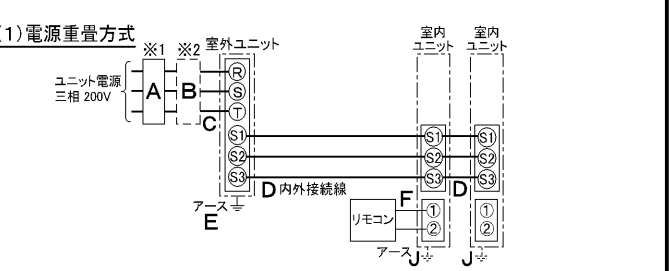 (1)電源重畳方式
※1 ※2 室外ユニット 室内ユニット 室内ユニット
ユニット電源
三相 200V
A B
R
S
T
C
S1 S1 S1
S2 S2 S2
S3 S3 S3
D 内外接続線 D
アース
E
F
リモコン
① ①
② ②
アース J J